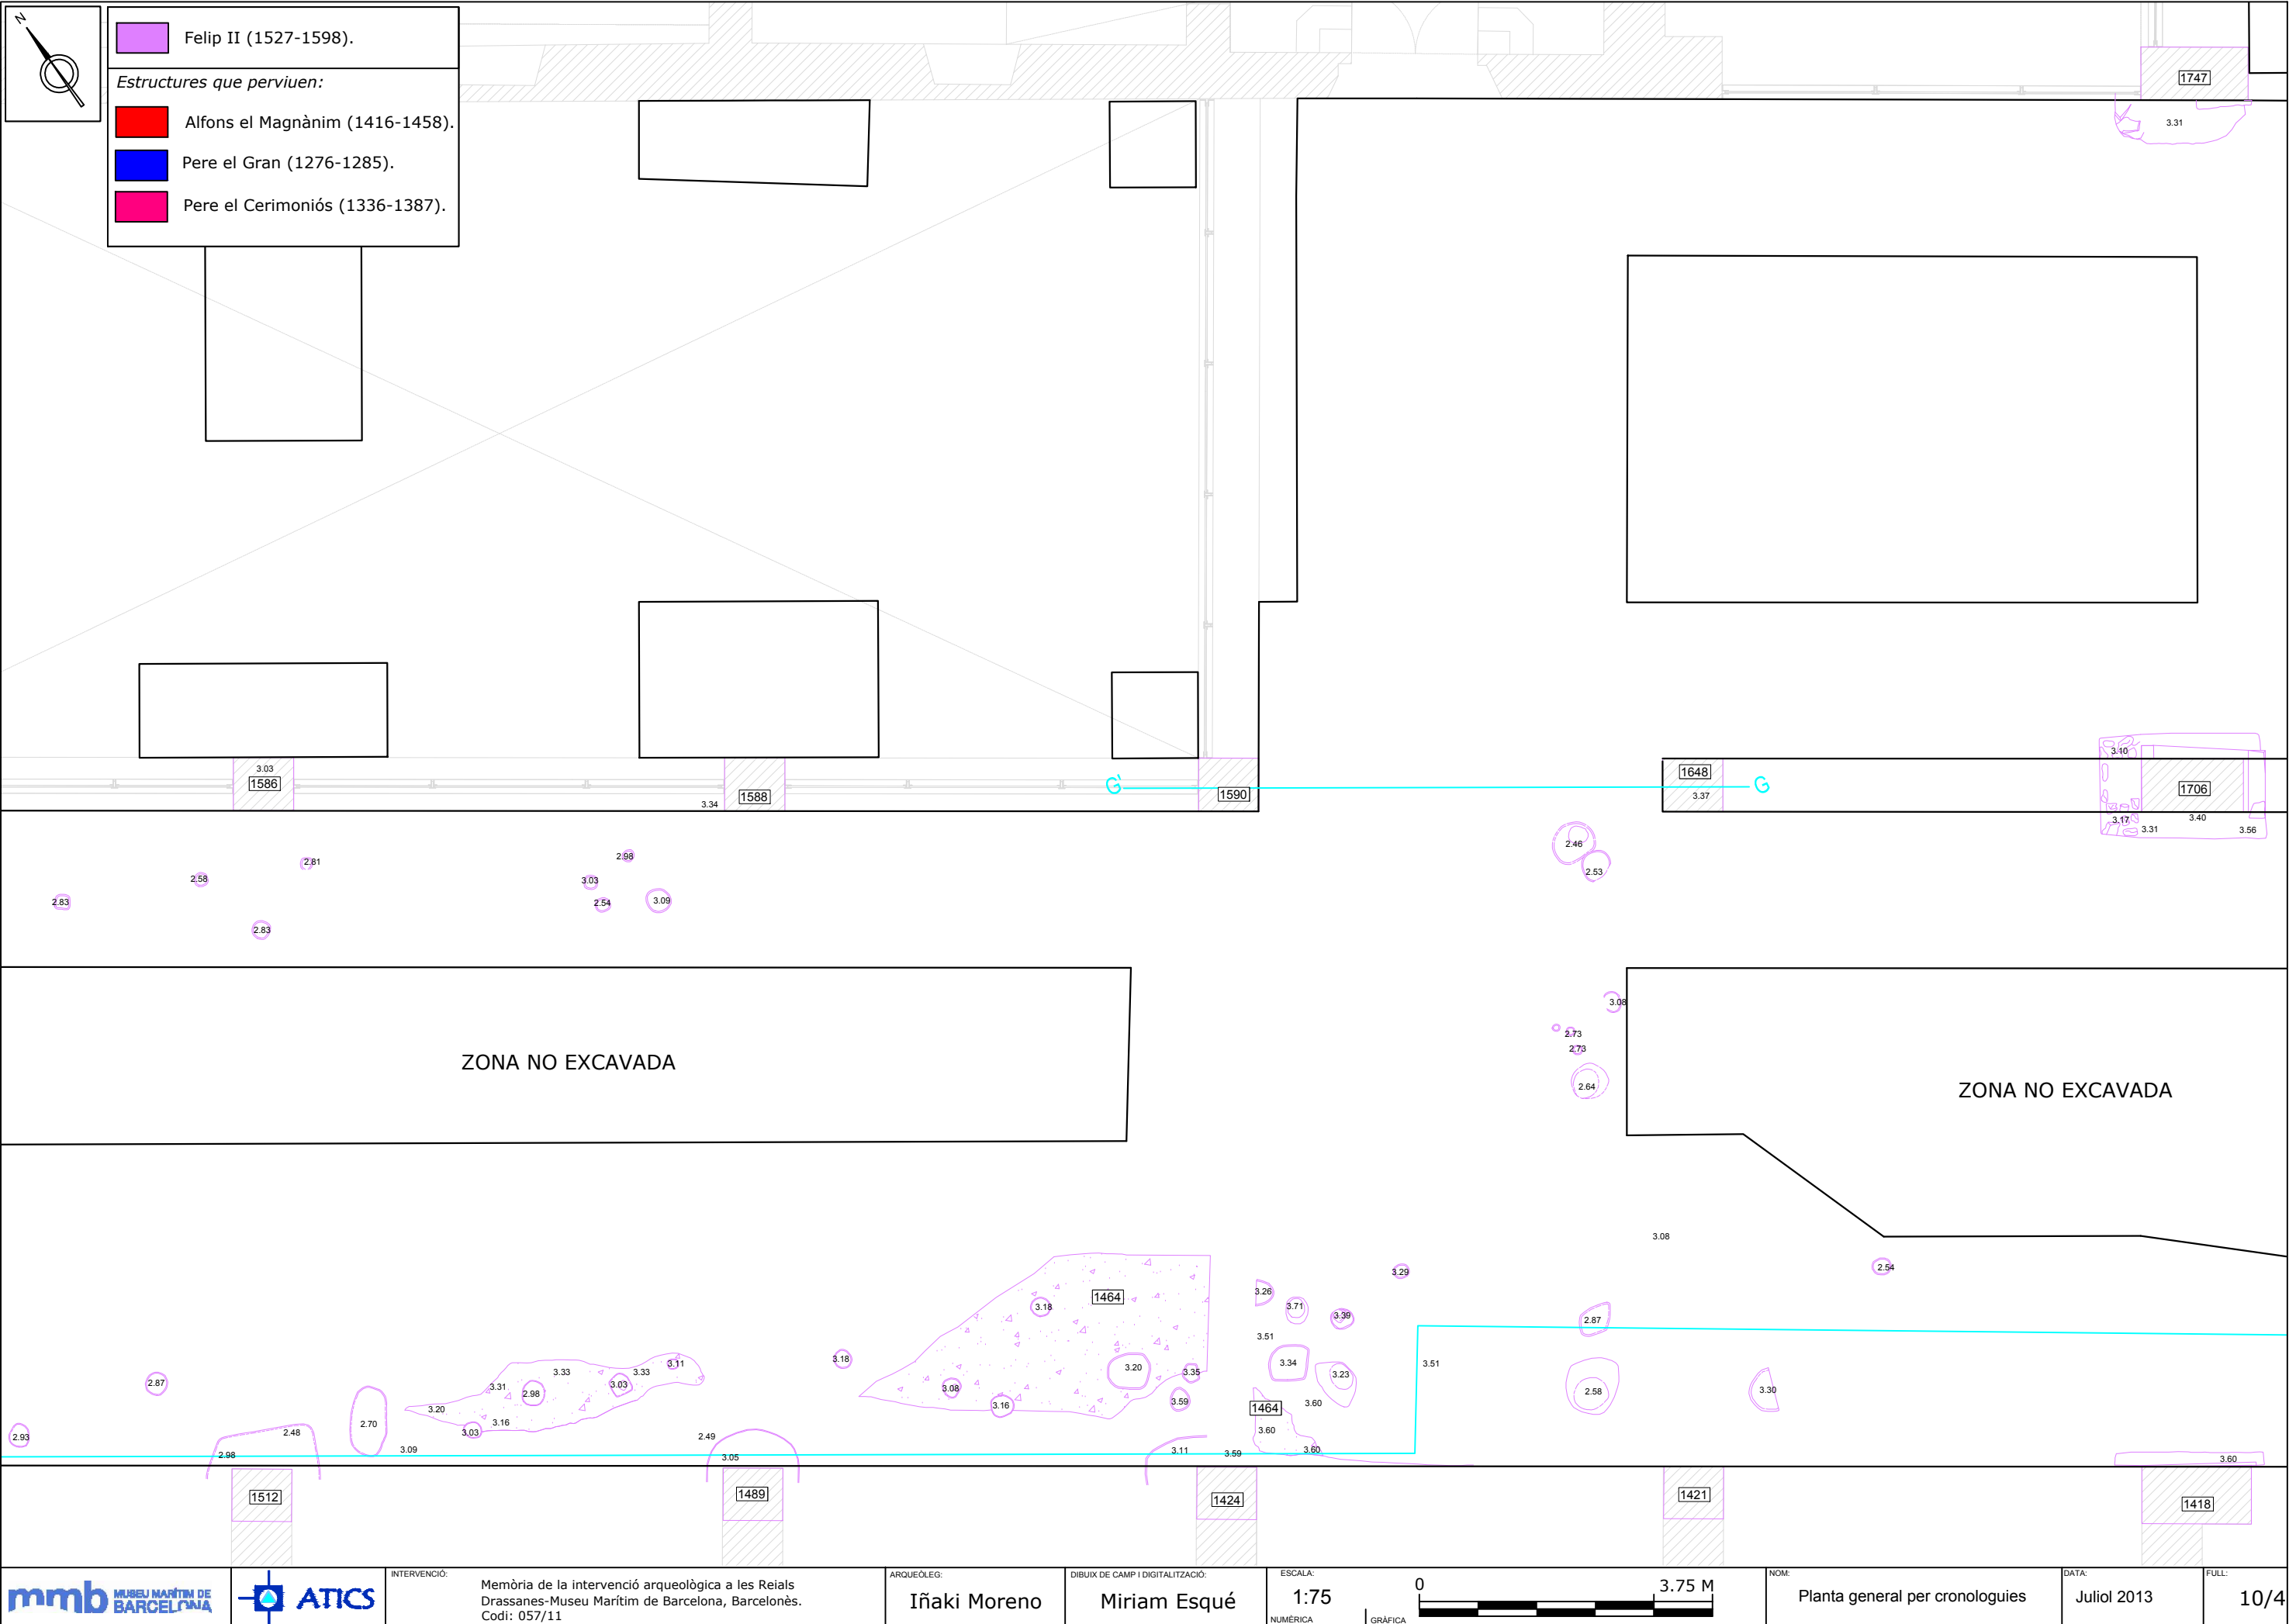 N
Felip II (1527-1598).
Estructures que perviuen:
Alfons el Magnànim (1416-1458).
Pere el Gran (1276-1285).
Pere el Cerimoniós (1336-1387).
1747
3.31
3.03
1586
1588
3.34
G'
1590
1648
3.37
G
3.10
1706
3.17
3.31
3.40
3.56
2.46
2.53
2.81
2.98
2.58
3.03
2.83
2.54
3.09
2.83
3.08
2.73
2.73
2.64
ZONA NO EXCAVADA
ZONA NO EXCAVADA
3.08
3.29
2.54
3.26
1464
3.18
3.71
3.39
2.87
3.51
3.18
3.11
3.33
3.33
3.20
3.35
3.34
3.51
3.23
2.87
3.31
2.98
3.03
3.08
3.59
2.58
3.30
3.16
3.60
1464
3.20
3.16
2.70
3.03
2.93
2.48
2.49
3.60
2.98
3.09
3.05
3.11
3.59
3.60
3.60
1512
1489
1424
1421
1418
mmb MUSEU MARÍTIM DE
BARCELONA
ATICS
INTERVENCIÓ:
Memòria de la intervenció arqueològica a les Reials
Drassanes-Museu Marítim de Barcelona, Barcelonès.
Codi: 057/11
ARQUEÒLEG:
Iñaki Moreno
DIBUIX DE CAMP I DIGITALITZACIÓ:
Miriam Esqué
ESCALA:
1:75
NUMÈRICA
GRÀFICA
0 3.75 M
NOM:
Planta general per cronologuies
DATA:
Juliol 2013
FULL:
10/4